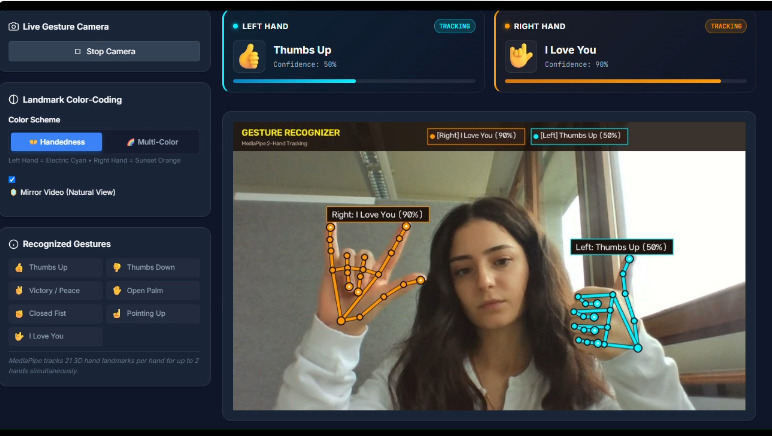 Live Gesture Camera
Stop Camera
Landmark Color-Coding
Color Scheme
Handedness
Multi-Color
Left Hand = Electric Cyan • Right Hand = Sunset Orange
Mirror Video (Natural View)
Recognized Gestures
Thumbs Up
Thumbs Down
Victory / Peace
Open Palm
Closed Fist
Pointing Up
I Love You
MediaPipe tracks 21 3D hand landmarks per hand for up to 2
hands simultaneously.
LEFT HAND
TRACKING
Thumbs Up
Confidence: 50%
RIGHT HAND
TRACKING
I Love You
Confidence: 90%
GESTURE RECOGNIZER
MediaPipe 2-Hand Tracking
[Right] I Love You (90%)
[Left] Thumbs Up (50%)
Right: I Love You (90%)
Left: Thumbs Up (50%)